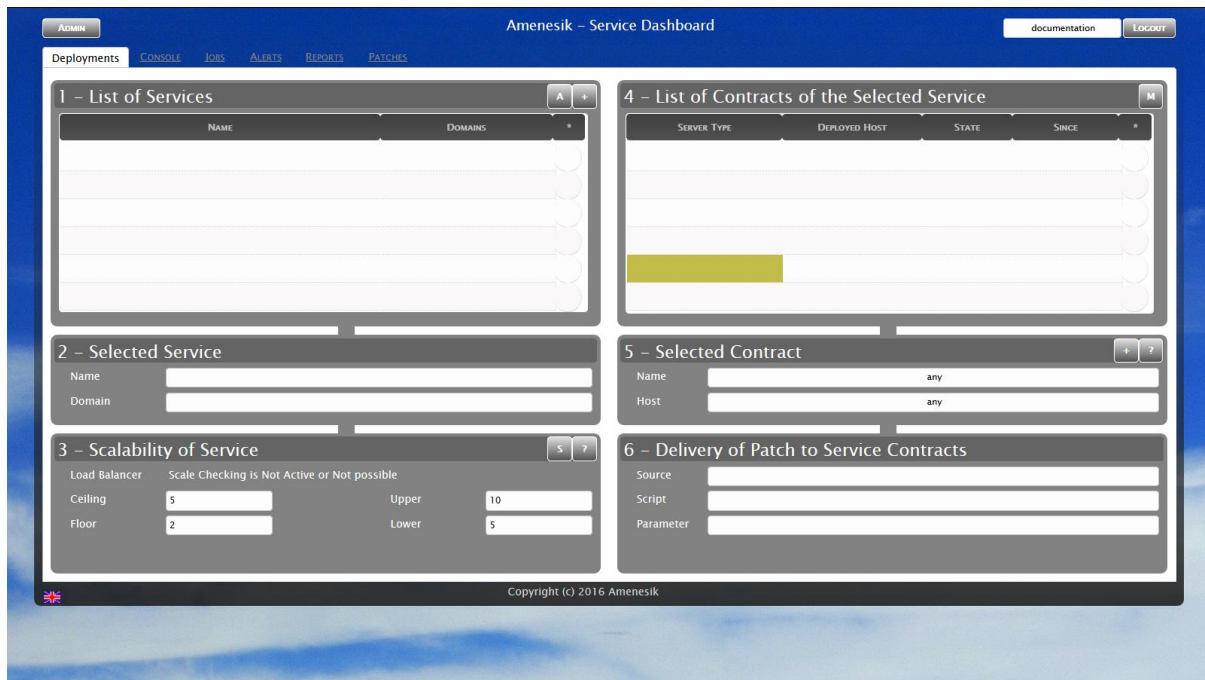 Admin
Amenesik – Service Dashboard
documentation
Logout
Deployments Console Jobs Alerts Reports Patches
1 – List of Services
A +
Name Domains *
2 – Selected Service
Name
Domain
3 – Scalability of Service
S ?
Load Balancer Scale Checking is Not Active or Not possible
Ceiling 5 Upper 10
Floor 2 Lower 5
4 – List of Contracts of the Selected Service
M
Server Type Deployed Host State Since *
5 – Selected Contract
+ ?
Name any
Host any
6 – Delivery of Patch to Service Contracts
Source
Script
Parameter
Copyright (c) 2016 Amenesik